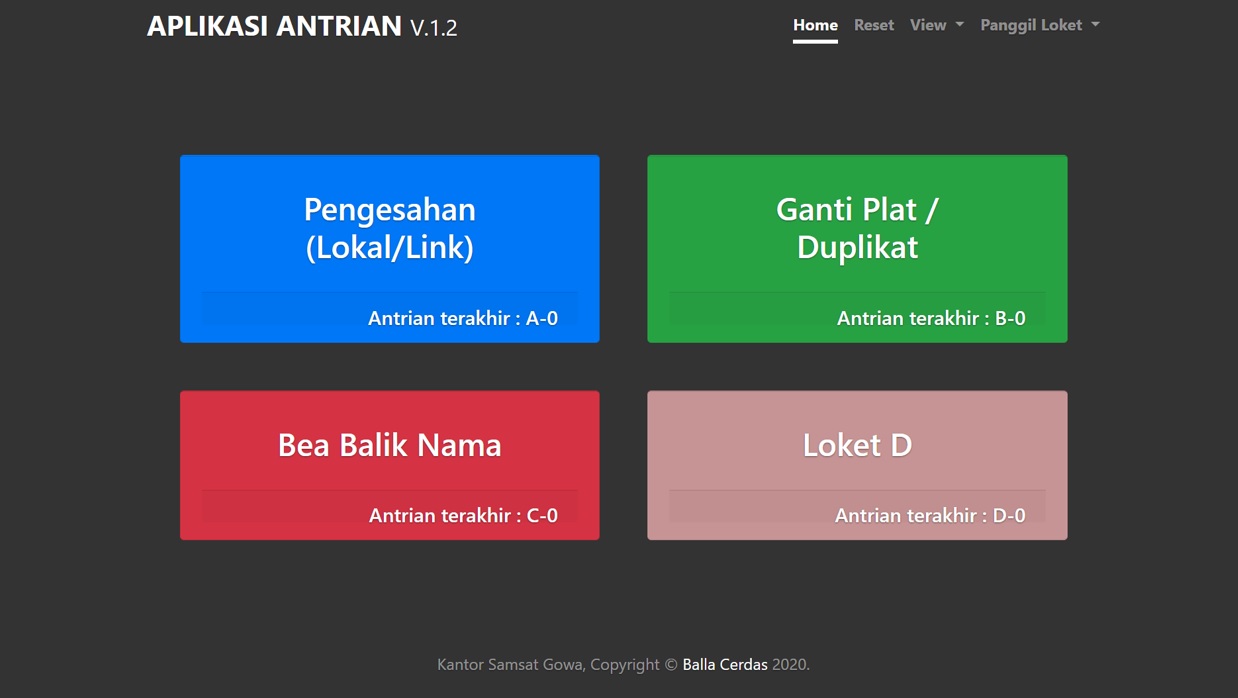 APLIKASI ANTRIAN V.1.2
Home Reset View Panggil Loket
Pengesahan
(Lokal/Link)
Antrian terakhir : A-0
Ganti Plat /
Duplikat
Antrian terakhir : B-0
Bea Balik Nama
Antrian terakhir : C-0
Loket D
Antrian terakhir : D-0
Kantor Samsat Gowa, Copyright © Balla Cerdas 2020.